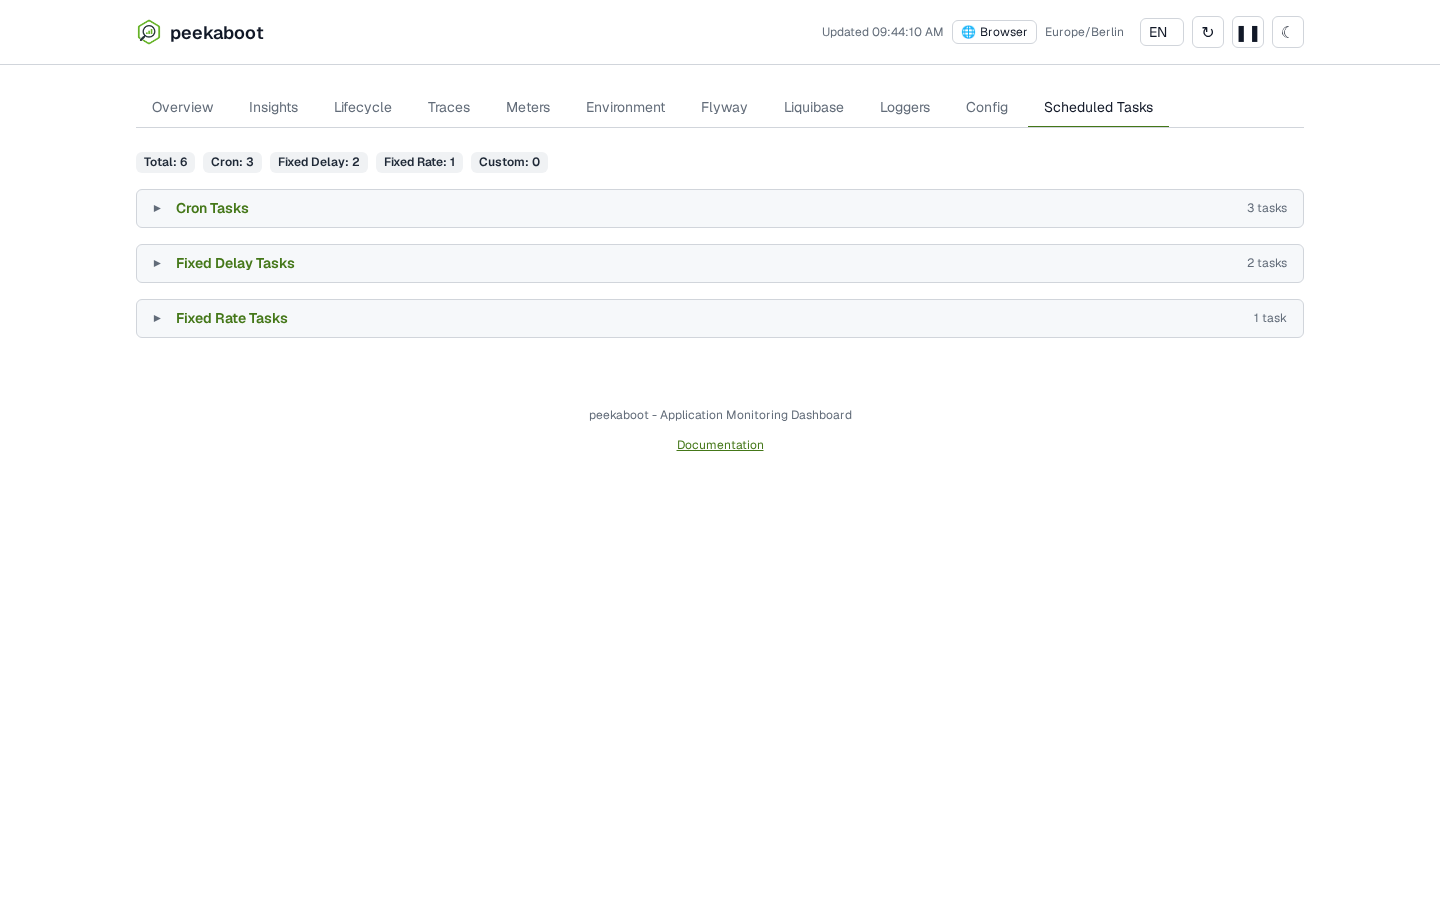 peekaboot
Updated 09:44:10 AM
🌐 Browser
Europe/Berlin
EN
Overview
Insights
Lifecycle
Traces
Meters
Environment
Flyway
Liquibase
Loggers
Config
Scheduled Tasks
Total: 6
Cron: 3
Fixed Delay: 2
Fixed Rate: 1
Custom: 0
Cron Tasks
3 tasks
Fixed Delay Tasks
2 tasks
Fixed Rate Tasks
1 task
peekaboot - Application Monitoring Dashboard
Documentation